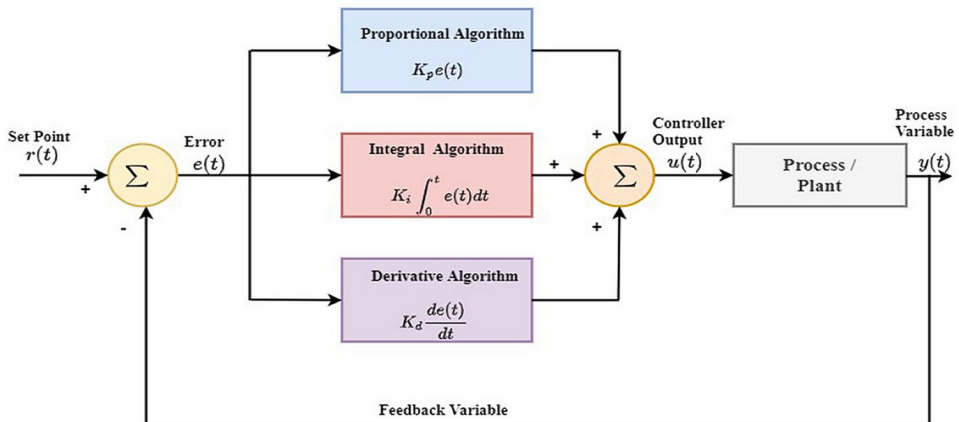 Proportional Algorithm
K_p e(t)
Set Point
r(t)
+
Σ
-
Error
e(t)
Integral Algorithm
K_i ∫_0^t e(t)dt
Derivative Algorithm
K_d de(t)/dt
+
+
+
Σ
Controller
Output
u(t)
Process /
Plant
Process
Variable
y(t)
Feedback Variable